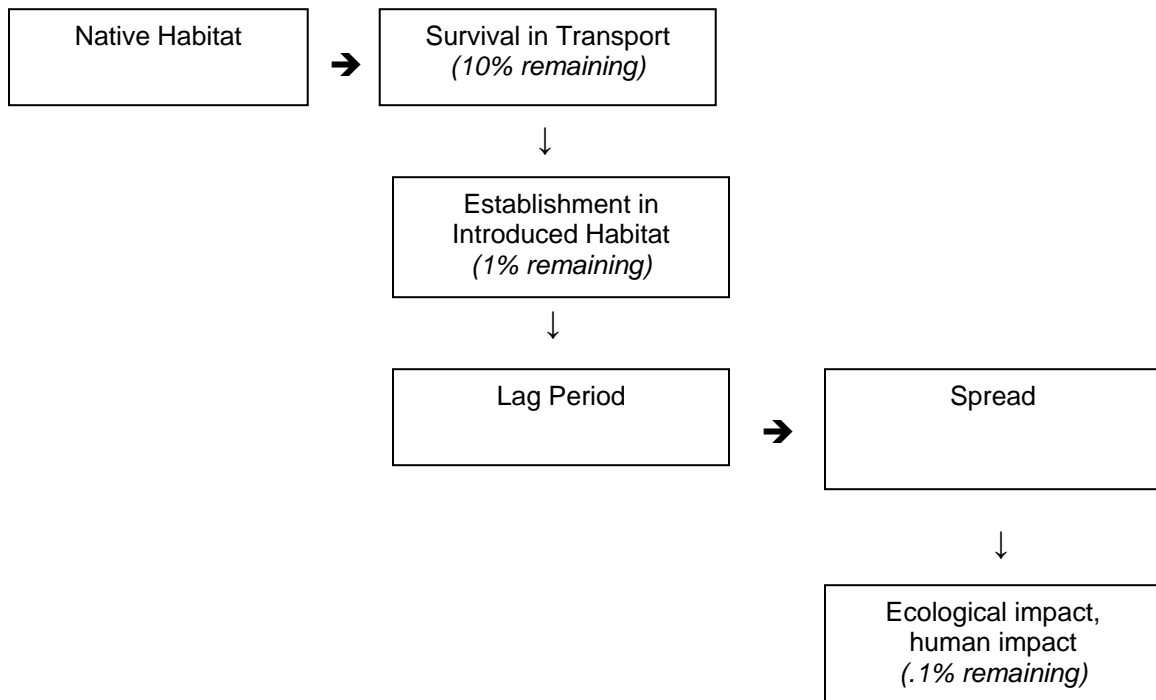 Native Habitat
➔
Survival in Transport
(10% remaining)
↓
Establishment in
Introduced Habitat
(1% remaining)
↓
Lag Period
➔
Spread
↓
Ecological impact,
human impact
(.1% remaining)